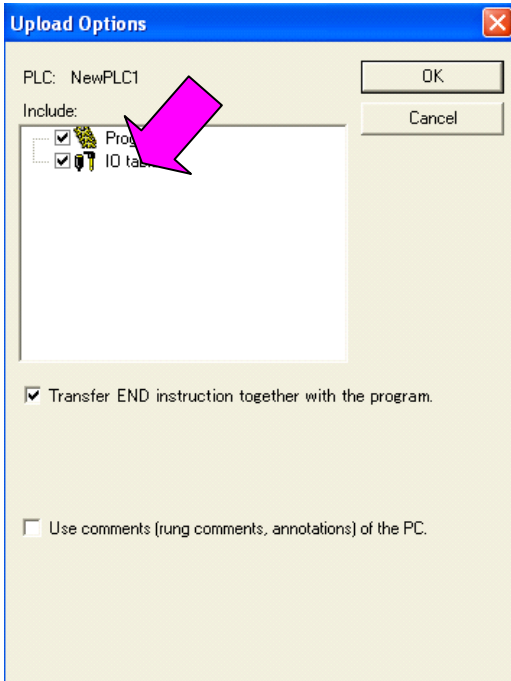 Upload Options
PLC: NewPLC1
OK
Include:
Cancel
IO
Transfer END instruction together with the program.
Use comments (rung comments, annotations) of the PC.